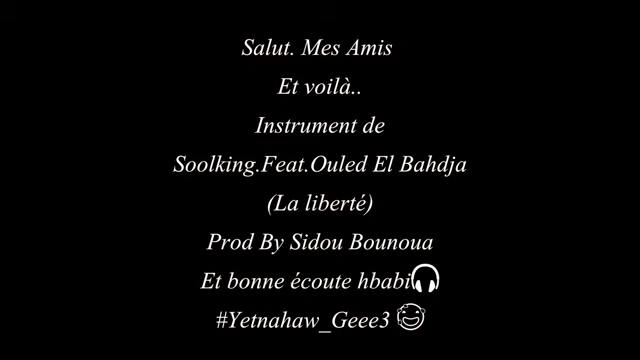 Salut. Mes Amis
Et voilà..
Instrument de
Soolking.Feat.Ouled El Bahdja
(La liberté)
Prod By Sidou Bounoua
Et bonne écoute hbabi🎧
#Yetnahaw_Geee3 😅